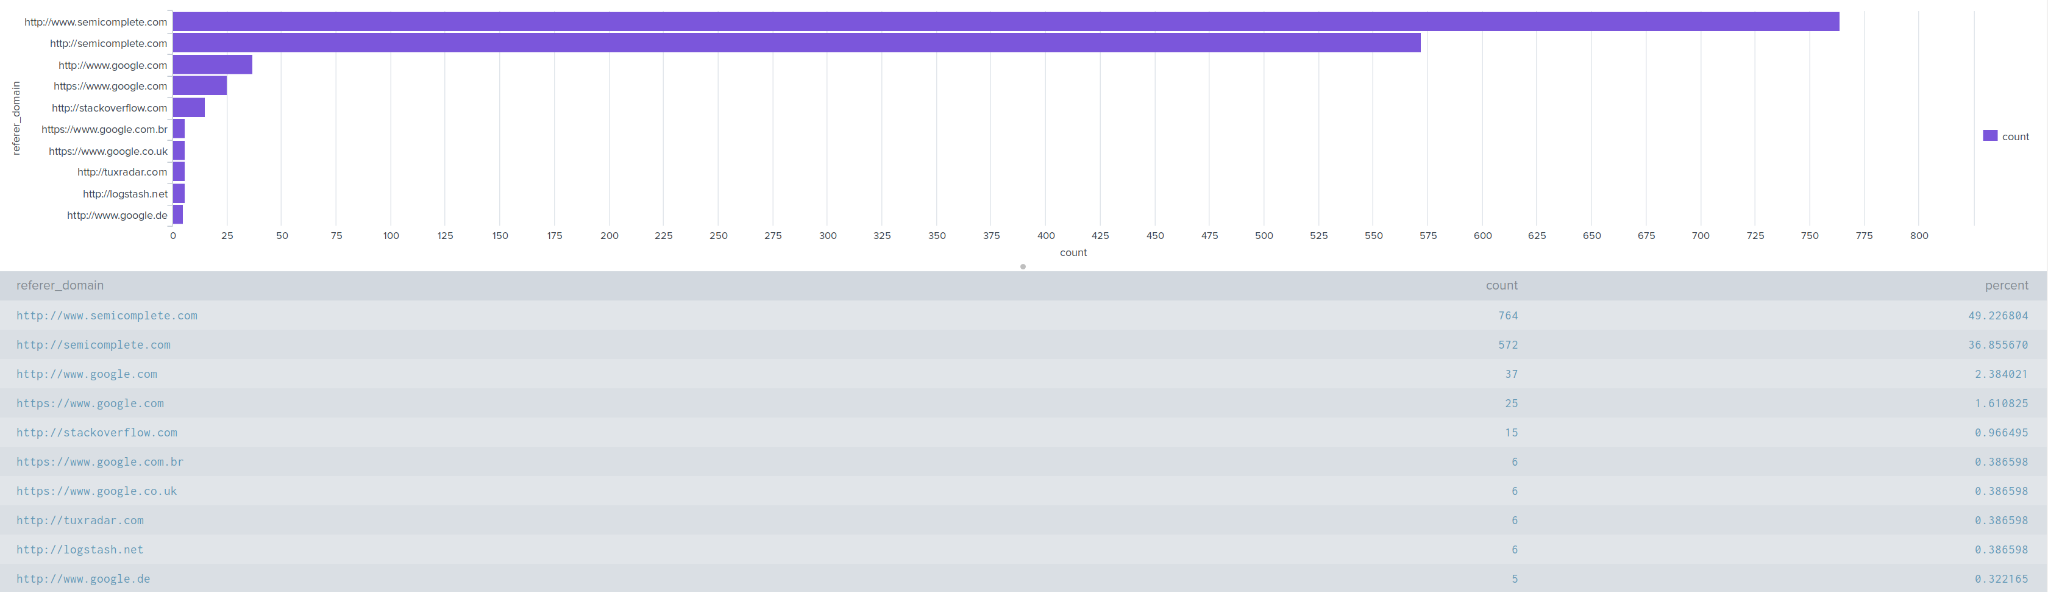 referer_domain
http://www.semicomplete.com
http://semicomplete.com
http://www.google.com
https://www.google.com
http://stackoverflow.com
https://www.google.com.br
https://www.google.co.uk
http://tuxradar.com
http://logstash.net
http://www.google.de
0 25 50 75 100 125 150 175 200 225 250 275 300 325 350 375 400 425 450 475 500 525 550 575 600 625 650 675 700 725 750 775 800
count
count
referer_domain count percent
http://www.semicomplete.com 764 49.226804
http://semicomplete.com 572 36.855670
http://www.google.com 37 2.384021
https://www.google.com 25 1.610825
http://stackoverflow.com 15 0.966495
https://www.google.com.br 6 0.386598
https://www.google.co.uk 6 0.386598
http://tuxradar.com 6 0.386598
http://logstash.net 6 0.386598
http://www.google.de 5 0.322165